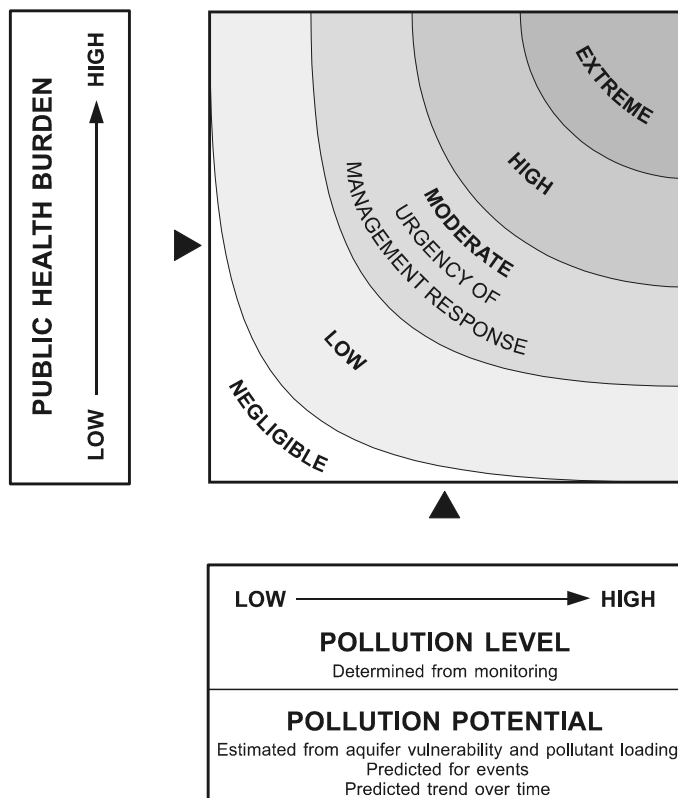 PUBLIC HEALTH BURDEN
LOW
HIGH
EXTREME
HIGH
MODERATE
URGENCY OF
MANAGEMENT RESPONSE
LOW
NEGLIGIBLE
LOW
HIGH
POLLUTION LEVEL
Determined from monitoring
POLLUTION POTENTIAL
Estimated from aquifer vulnerability and pollutant loading
Predicted for events
Predicted trend over time